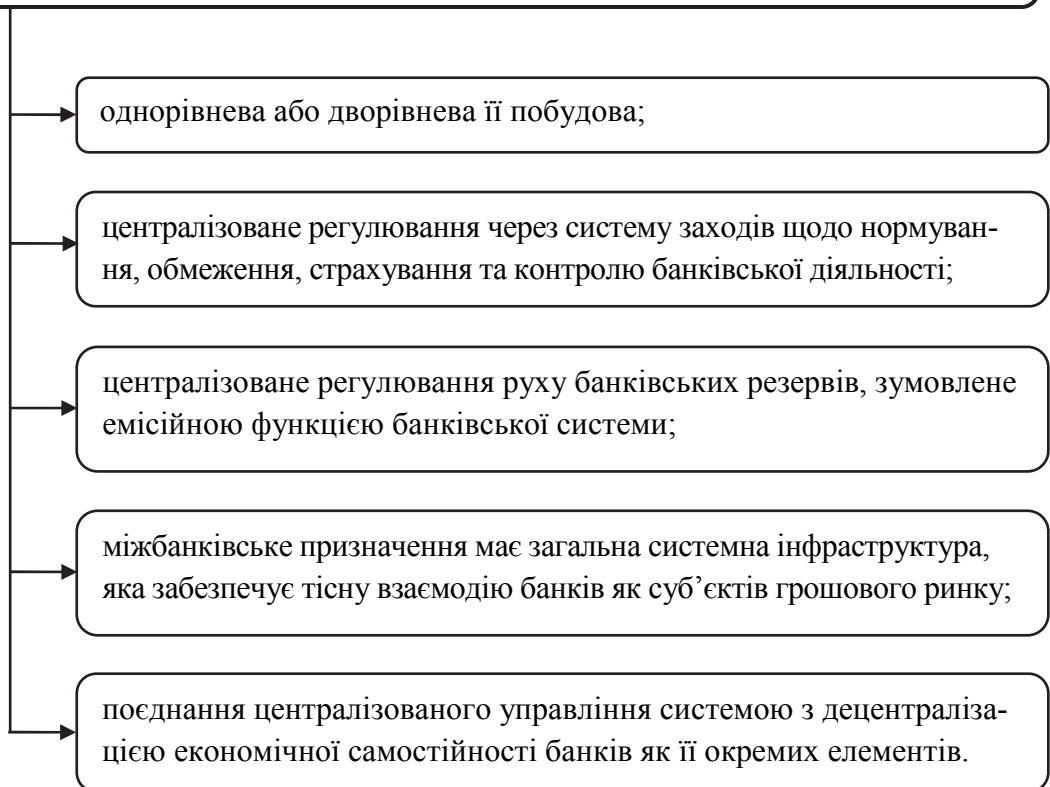 однорівнева або дворівнева її побудова;
централізоване регулювання через систему заходів щодо нормуван-
ня, обмеження, страхування та контролю банківської діяльності;
централізоване регулювання руху банківських резервів, зумовлене
емісійною функцією банківської системи;
міжбанківське призначення має загальна системна інфраструктура,
яка забезпечує тісну взаємодію банків як суб’єктів грошового ринку;
поєднання централізованого управління системою з децентраліза-
цією економічної самостійності банків як її окремих елементів.